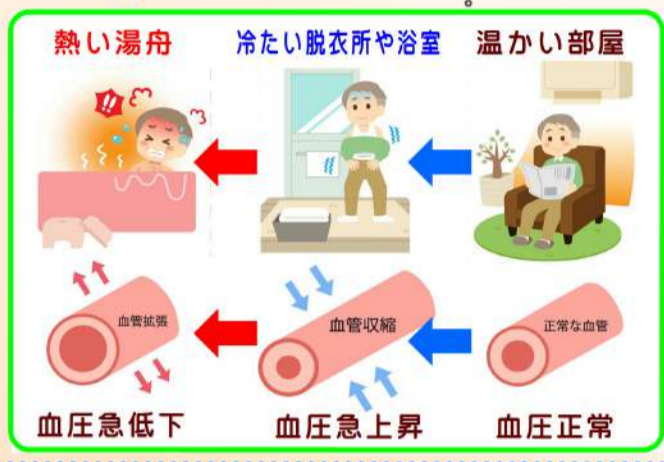 。
熱い湯舟
冷たい脱衣所や浴室
温かい部屋
血管拡張
血管収縮
正常な血管
血圧急低下
血圧急上昇
血圧正常